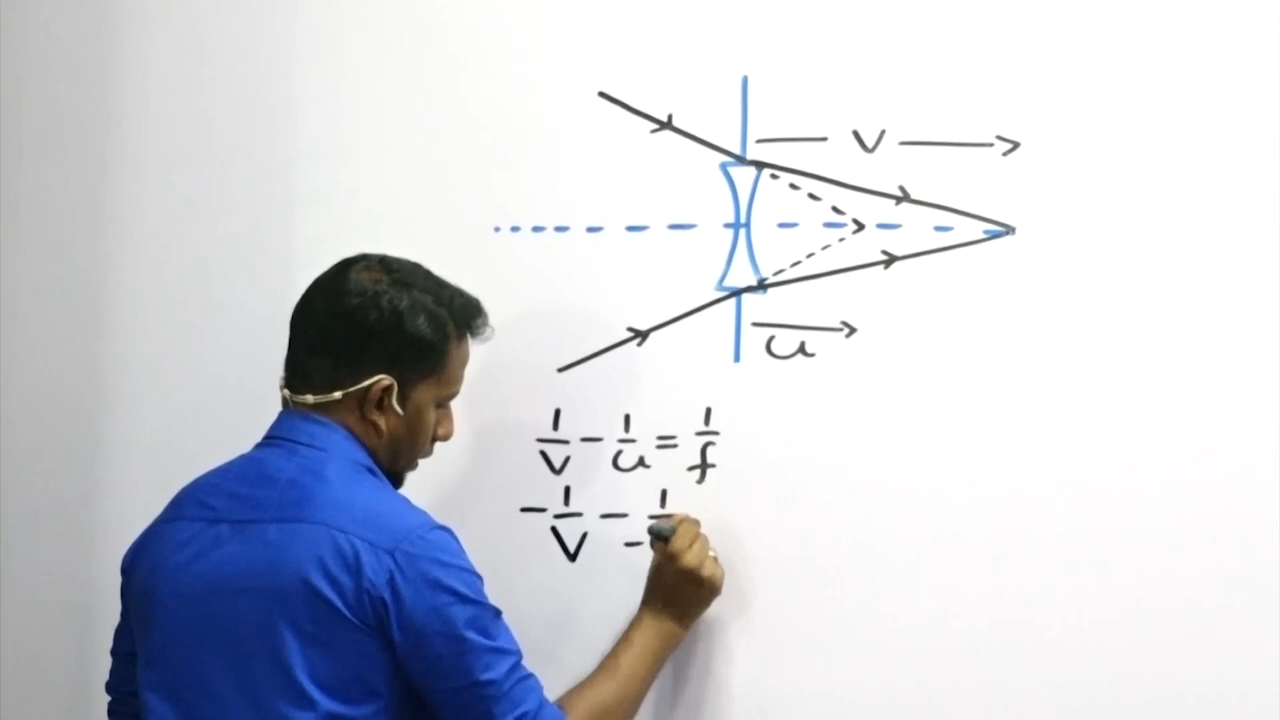 V
u
1/V - 1/u = 1/f
- 1/V - 1/-